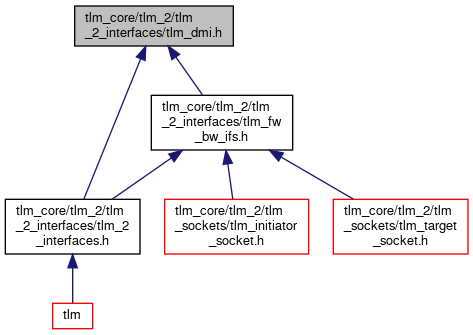 tlm_core/tlm_2/tlm
_2_interfaces/tlm_dmi.h
tlm_core/tlm_2/tlm
_2_interfaces/tlm_fw
_bw_ifs.h
tlm_core/tlm_2/tlm
_2_interfaces/tlm_2
_interfaces.h
tlm_core/tlm_2/tlm
_sockets/tlm_initiator
_socket.h
tlm_core/tlm_2/tlm
_sockets/tlm_target
_socket.h
tlm